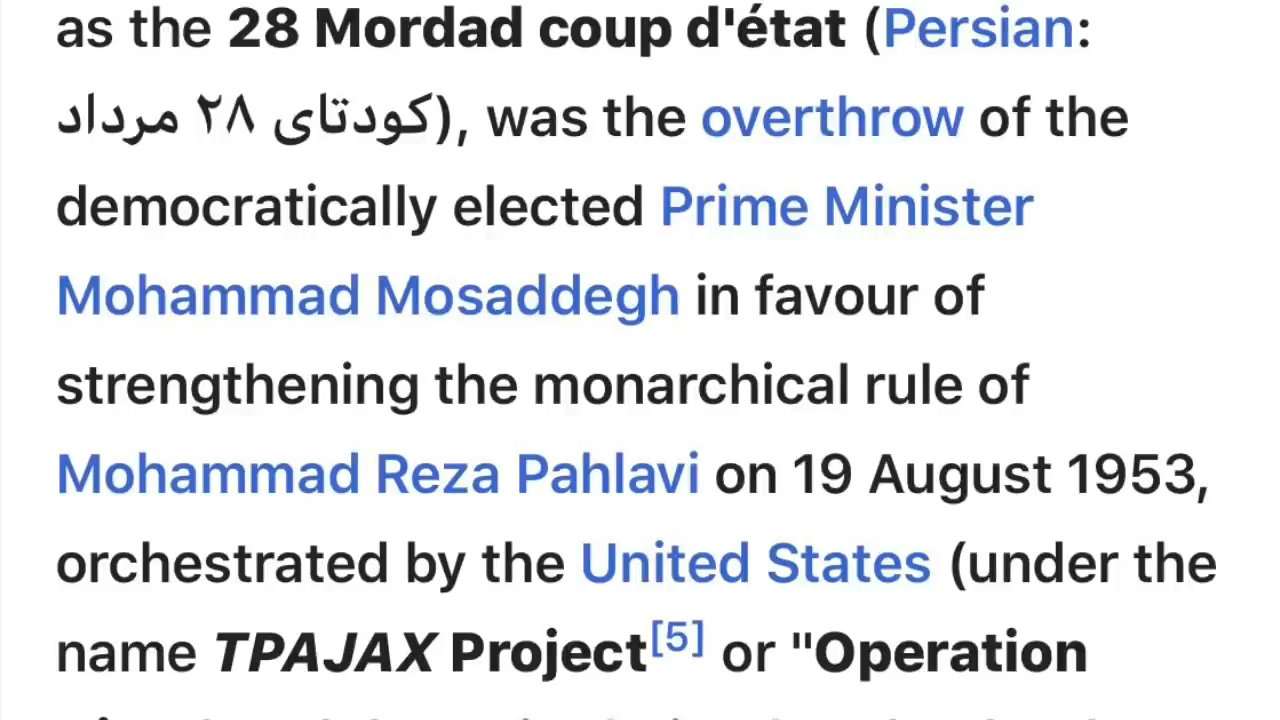 as the 28 Mordad coup d'état (Persian:
کودتای ۲۸ مرداد), was the overthrow of the
democratically elected Prime Minister
Mohammad Mosaddegh in favour of
strengthening the monarchical rule of
Mohammad Reza Pahlavi on 19 August 1953,
orchestrated by the United States (under the
name TPAJAX Project[5] or "Operation